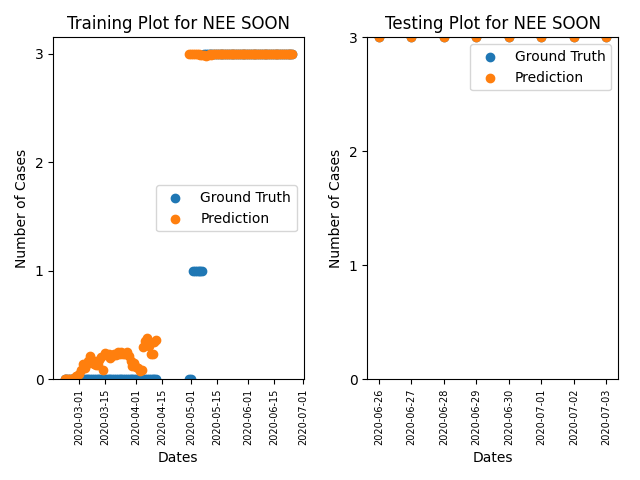 Training Plot for NEE SOON
Number of Cases
3
2
1
0
Ground Truth
Prediction
2020-03-01
2020-03-15
2020-04-01
2020-04-15
2020-05-01
2020-05-15
2020-06-01
2020-06-15
2020-07-01
Dates
Testing Plot for NEE SOON
Number of Cases
3
2
1
0
Ground Truth
Prediction
2020-06-26
2020-06-27
2020-06-28
2020-06-29
2020-06-30
2020-07-01
2020-07-02
2020-07-03
Dates